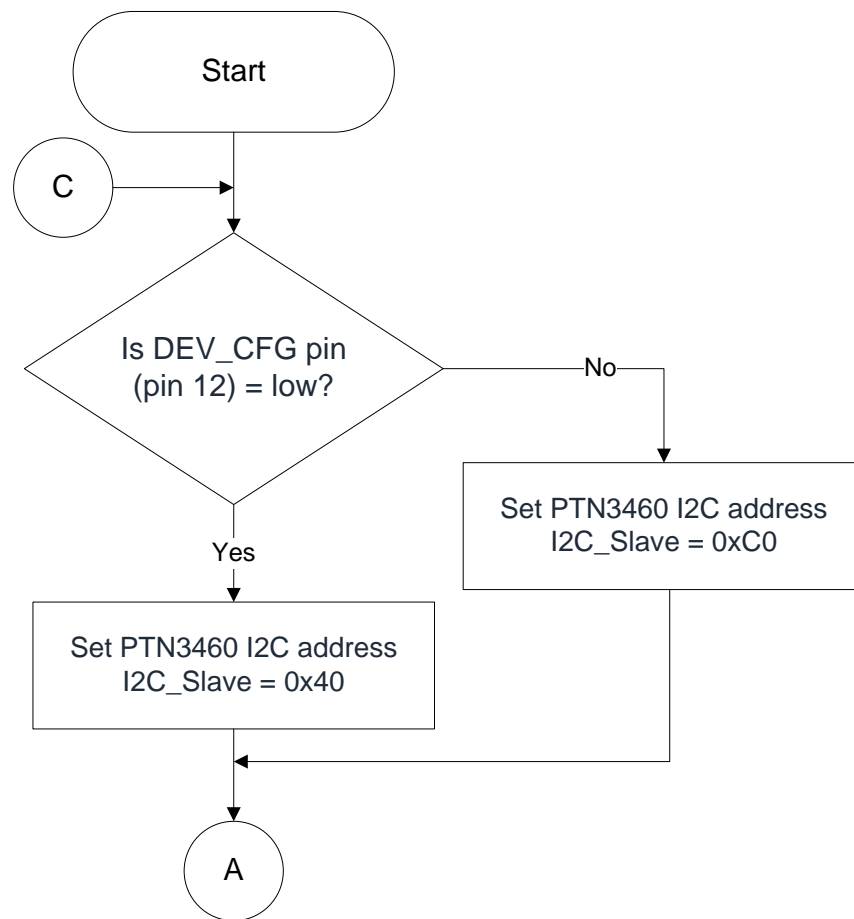 Start
C
Is DEV_CFG pin
(pin 12) = low?
No
Set PTN3460 I2C address
I2C_Slave = 0xC0
Yes
Set PTN3460 I2C address
I2C_Slave = 0x40
A